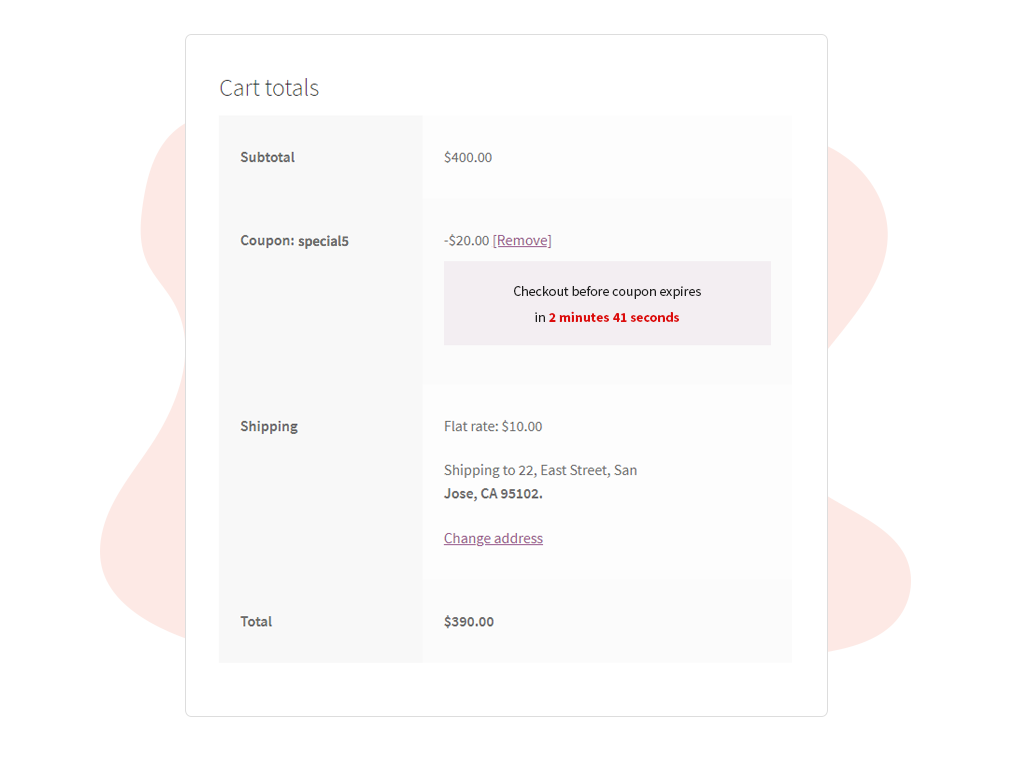 Cart totals
Subtotal $400.00
Coupon: special5 -$20.00 [Remove]
Checkout before coupon expires
in 2 minutes 41 seconds
Shipping Flat rate: $10.00
Shipping to 22, East Street, San
Jose, CA 95102.
Change address
Total $390.00